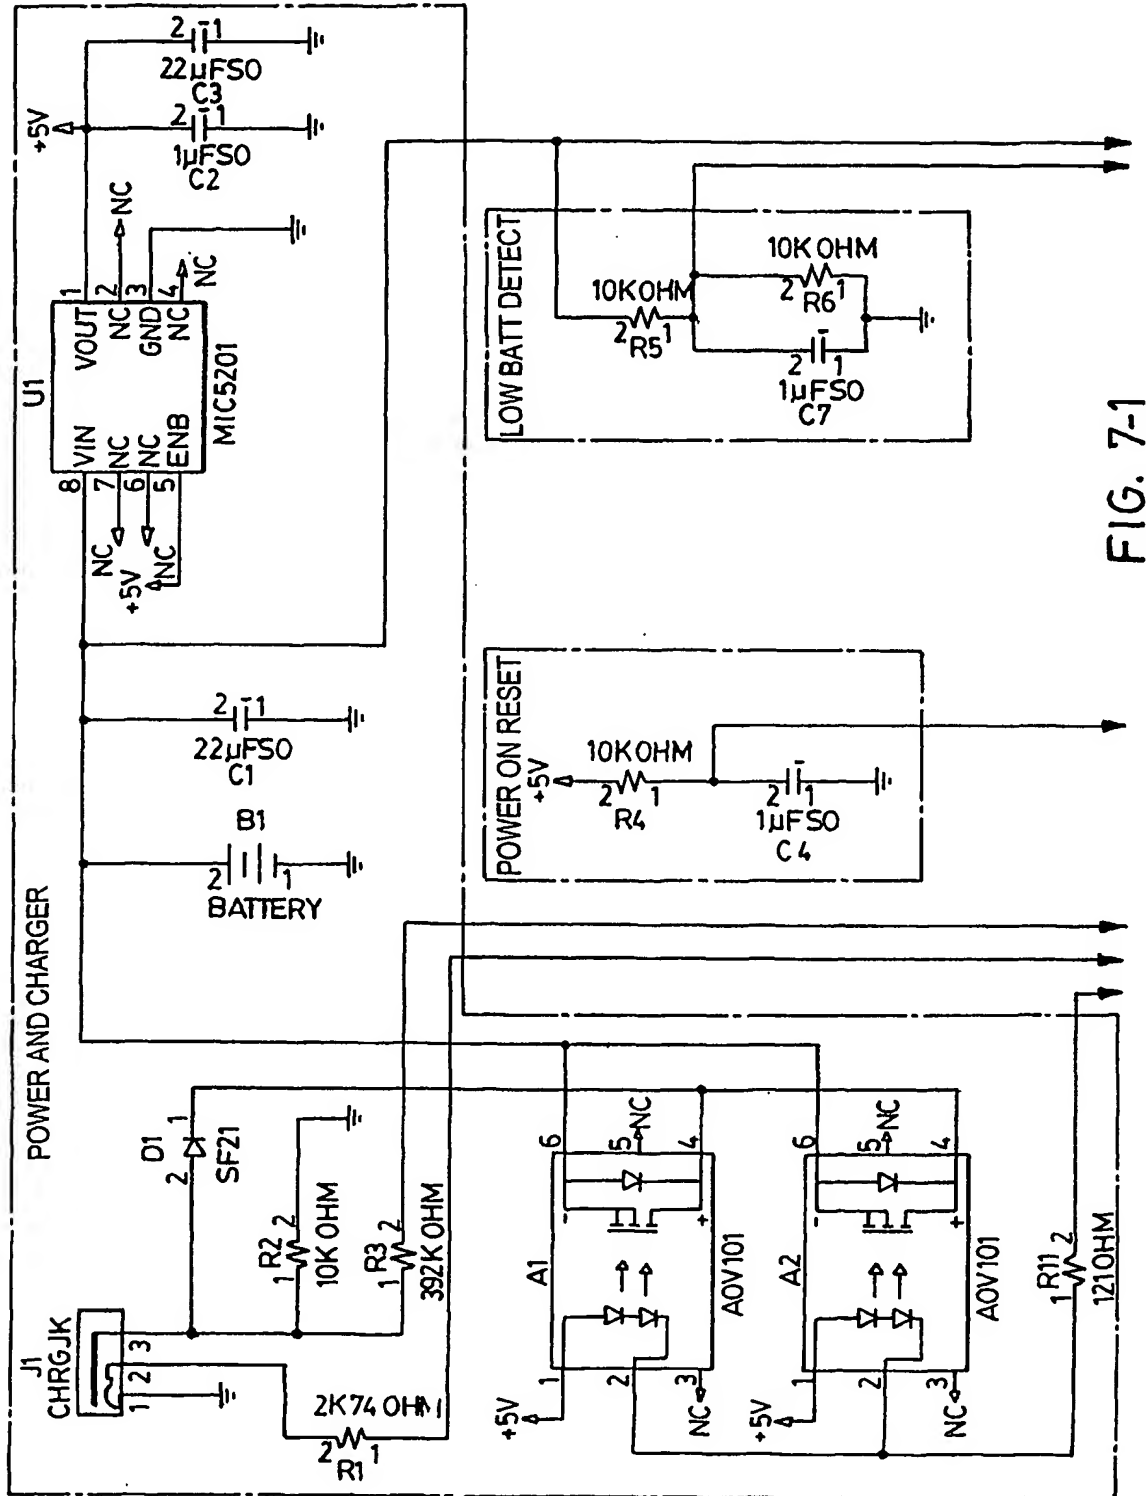 POWER AND CHARGER
J1
CHRGJK
1
2
3
2K74 OHM
2
1
R1
D1
2
1
SF21
1
R2
2
10K OHM
1
R3
2
392K OHM
B1
2
1
BATTERY
2
1
22µFSO
C1
U1
8 VIN
7 NC
6 NC
5 ENB
VOUT 1
NC 2
GND 3
NC 4
MIC5201
NC
NC
+5V
NC
NC
+5V
2
1
22µFSO
C3
2
1
1µFSO
C2
LOW BATT DETECT
10K OHM
2
R5
1
10K OHM
2
R6
1
2
1
1µFSO
C7
POWER ON RESET
+5V
10K OHM
2
1
R4
2
1
1µFSO
C4
A1
+5V
1
2
3
NC
6
5
NC
4
-
+
AOV101
A2
+5V
1
2
3
NC
6
5
NC
4
-
+
AOV101
1
R11
2
121OHM
FIG. 7-1